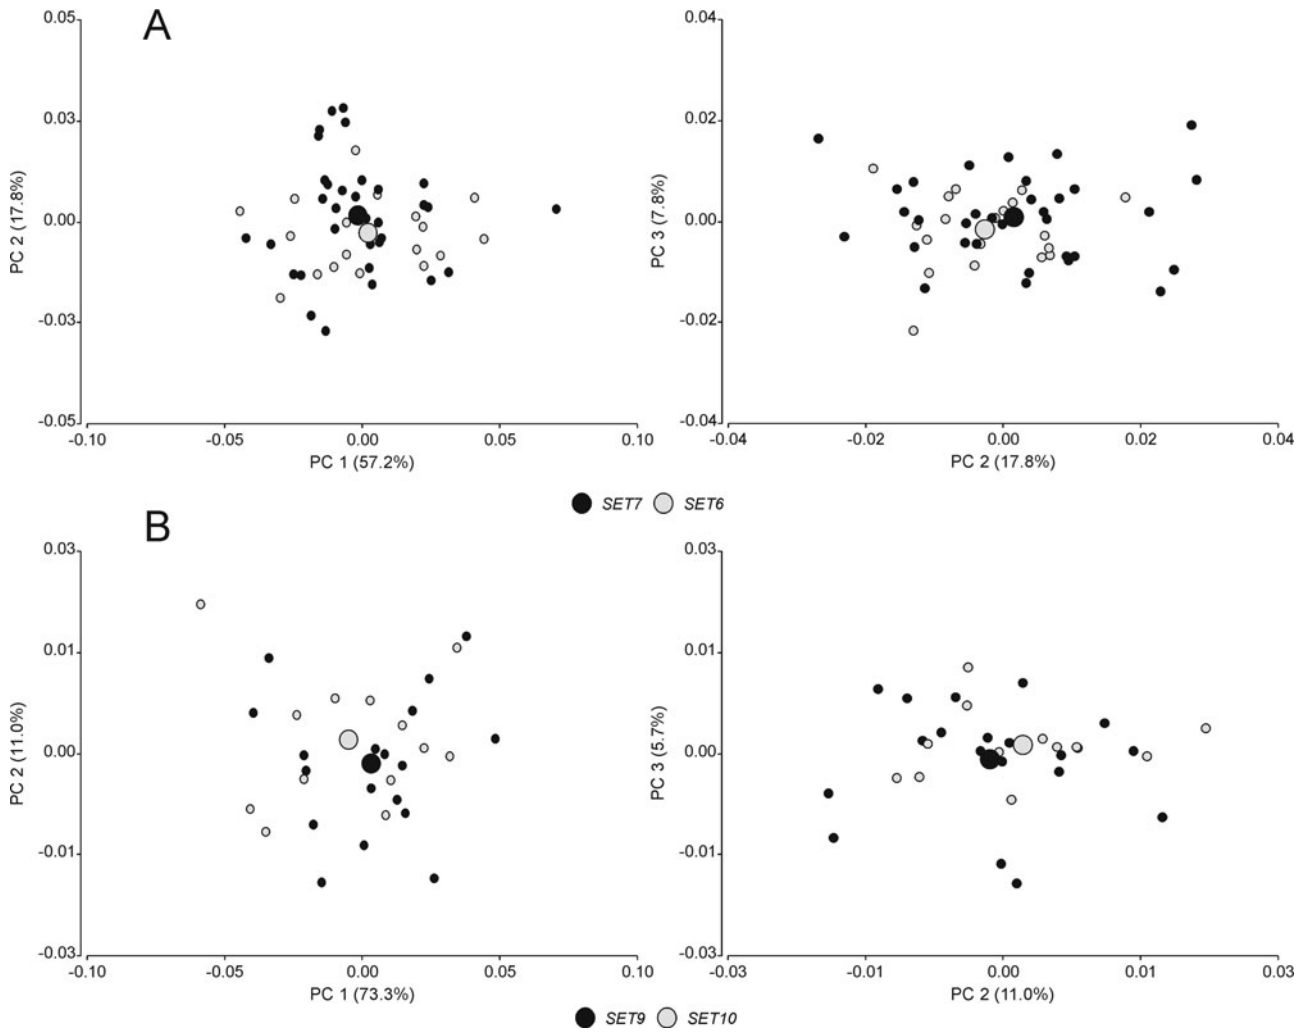 A
0.05
0.03
0.00
-0.03
-0.05
PC 2 (17.8%)
-0.10 -0.05 0.00 0.05 0.10
PC 1 (57.2%)
0.04
0.02
0.00
-0.02
-0.04
PC 3 (7.8%)
-0.04 -0.02 0.00 0.02 0.04
PC 2 (17.8%)
SET7 SET6
B
0.03
0.01
0.00
-0.01
-0.03
PC 2 (11.0%)
-0.10 -0.05 0.00 0.05 0.10
PC 1 (73.3%)
0.03
0.01
0.00
-0.01
-0.03
PC 3 (5.7%)
-0.03 -0.01 0.00 0.01 0.03
PC 2 (11.0%)
SET9 SET10